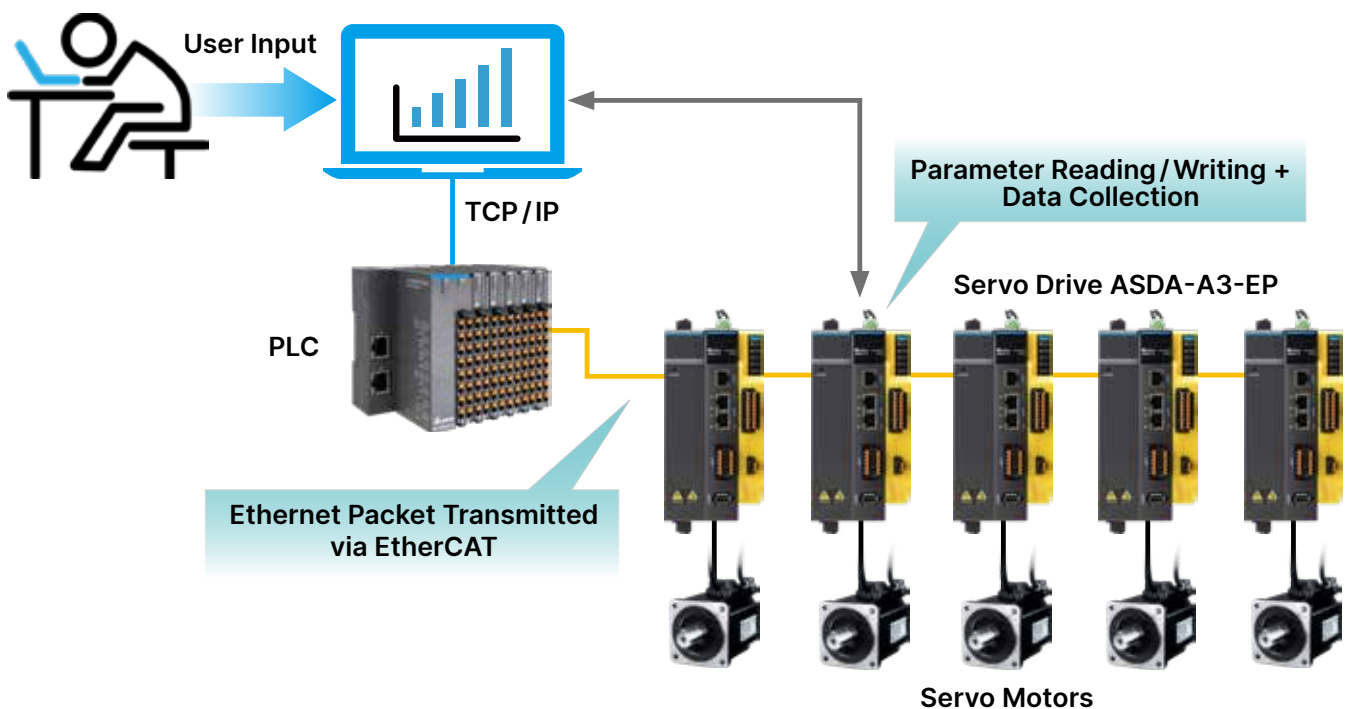 User Input
TCP/IP
Parameter Reading/Writing +
Data Collection
Servo Drive ASDA-A3-EP
PLC
Ethernet Packet Transmitted
via EtherCAT
Servo Motors